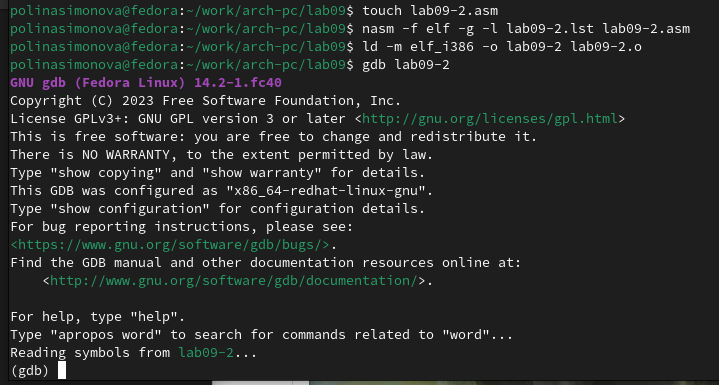 polinasimonova@fedora:~/work/arch-pc/lab09$ touch lab09-2.asm
polinasimonova@fedora:~/work/arch-pc/lab09$ nasm -f elf -g -l lab09-2.lst lab09-2.asm
polinasimonova@fedora:~/work/arch-pc/lab09$ ld -m elf_i386 -o lab09-2 lab09-2.o
polinasimonova@fedora:~/work/arch-pc/lab09$ gdb lab09-2
GNU gdb (Fedora Linux) 14.2-1.fc40
Copyright (C) 2023 Free Software Foundation, Inc.
License GPLv3+: GNU GPL version 3 or later <http://gnu.org/licenses/gpl.html>
This is free software: you are free to change and redistribute it.
There is NO WARRANTY, to the extent permitted by law.
Type "show copying" and "show warranty" for details.
This GDB was configured as "x86_64-redhat-linux-gnu".
Type "show configuration" for configuration details.
For bug reporting instructions, please see:
<https://www.gnu.org/software/gdb/bugs/>.
Find the GDB manual and other documentation resources online at:
    <http://www.gnu.org/software/gdb/documentation/>.

For help, type "help".
Type "apropos word" to search for commands related to "word"...
Reading symbols from lab09-2...
(gdb)